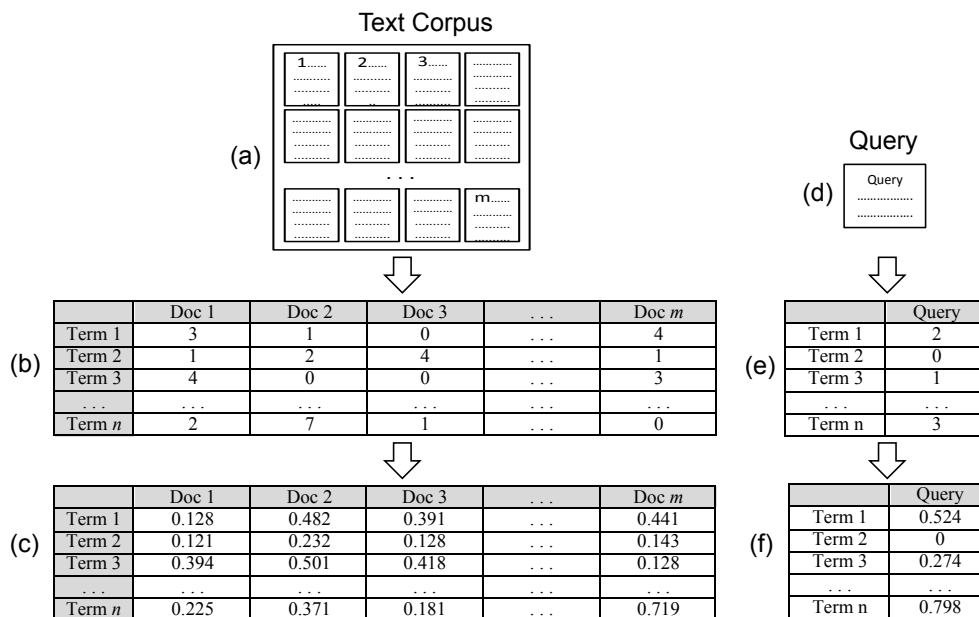 Text Corpus
1...... 2...... 3......
(a)
. . .
m......
Query
(d)
Query
(b)
Doc 1 Doc 2 Doc 3 . . . Doc m
Term 1 3 1 0 . . . 4
Term 2 1 2 4 . . . 1
Term 3 4 0 0 . . . 3
. . . . . . . . . . . . . . . . . .
Term n 2 7 1 . . . 0
(e)
Query
Term 1 2
Term 2 0
Term 3 1
. . . . . .
Term n 3
(c)
Doc 1 Doc 2 Doc 3 . . . Doc m
Term 1 0.128 0.482 0.391 . . . 0.441
Term 2 0.121 0.232 0.128 . . . 0.143
Term 3 0.394 0.501 0.418 . . . 0.128
. . . . . . . . . . . . . . . . . .
Term n 0.225 0.371 0.181 . . . 0.719
(f)
Query
Term 1 0.524
Term 2 0
Term 3 0.274
. . . . . .
Term n 0.798